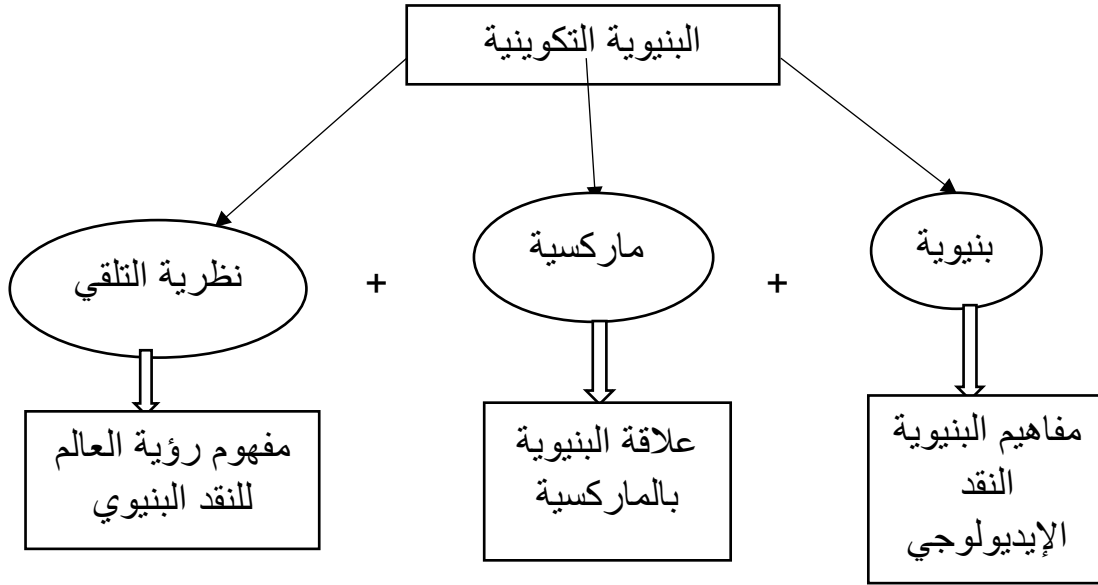 البنيوية التكوينية
بنيوية
+
ماركسية
+
نظرية التلقي
مفاهيم البنيوية
النقد
الإيديولوجي
علاقة البنيوية
بالماركسية
مفهوم رؤية العالم
للنقد البنيوي